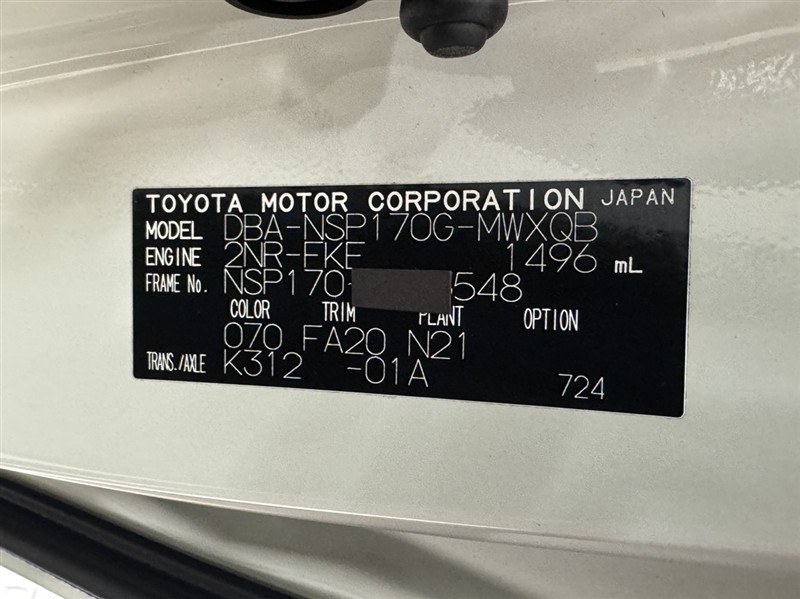 TOYOTA MOTOR CORPORATION JAPAN
MODEL DBA-NSP170G-MWXQB
ENGINE 2NR-FKE 1496 mL
FRAME No. NSP170- 548
COLOR TRIM PLANT OPTION
070 FA20 N21
TRANS./AXLE K312 -01A
724